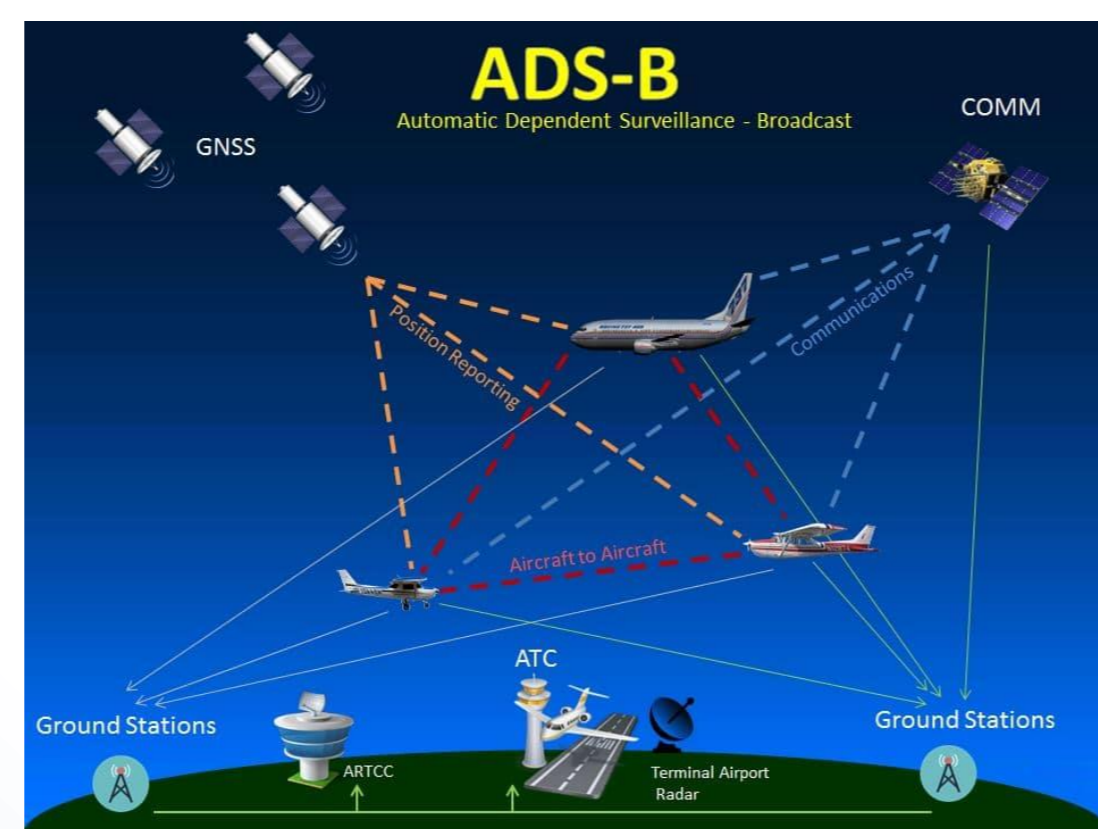 ADS-B
Automatic Dependent Surveillance - Broadcast
COMM
GNSS
Communications
Position Reporting
Aircraft to Aircraft
ATC
Ground Stations
Ground Stations
ARTCC
Terminal Airport
Radar